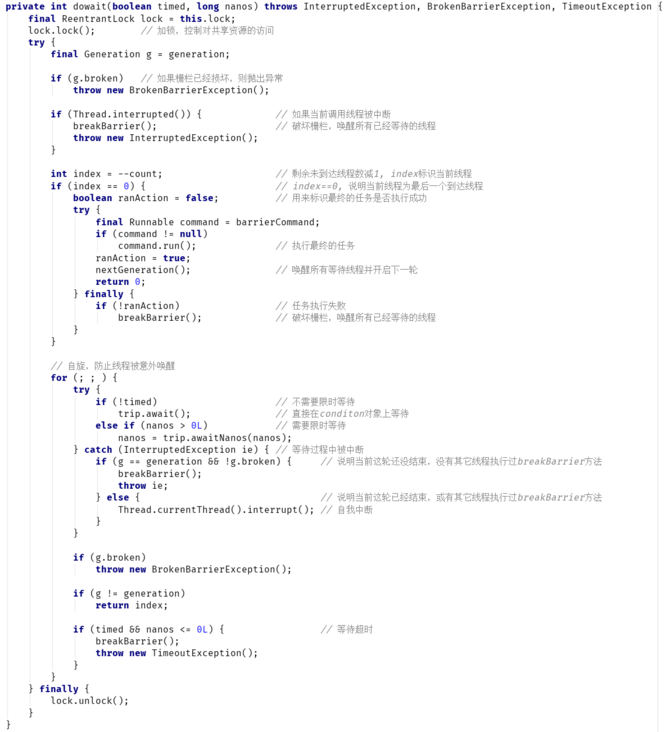 private int dowait(boolean timed, long nanos) throws InterruptedException, BrokenBarrierException, TimeoutException {
    final ReentrantLock lock = this.lock;
    lock.lock();        // 加锁, 控制对共享资源的访问
    try {
        final Generation g = generation;
        if (g.broken)   // 如果栅栏已经损坏, 则抛出异常
            throw new BrokenBarrierException();
        if (Thread.interrupted()) {             // 如果当前调用线程被中断
            breakBarrier();                     // 破坏栅栏, 唤醒所有已经等待的线程
            throw new InterruptedException();
        }
        int index = --count;                    // 剩余未到达线程数减1, index标识当前线程
        if (index == 0) {                       // index==0, 说明当前线程为最后一个到达线程
            boolean ranAction = false;          // 用来标识最终的任务是否执行成功
            try {
                final Runnable command = barrierCommand;
                if (command != null)
                    command.run();              // 执行最终的任务
                ranAction = true;
                nextGeneration();               // 唤醒所有等待线程并开启下一轮
                return 0;
            } finally {
                if (!ranAction)                 // 任务执行失败
                    breakBarrier();             // 破坏栅栏, 唤醒所有已经等待的线程
            }
        }
        // 自旋, 防止线程被意外唤醒
        for (; ; ) {
            try {
                if (!timed)                     // 不需要限时等待
                    trip.await();               // 直接在conditon对象上等待
                else if (nanos > 0L)            // 需要限时等待
                    nanos = trip.awaitNanos(nanos);
            } catch (InterruptedException ie) { // 等待过程中被中断
                if (g == generation && !g.broken) {     // 说明当前这轮还没结束, 没有其它线程执行过breakBarrier方法
                    breakBarrier();
                    throw ie;
                } else {                                // 说明当前这轮已经结束, 或有其它线程执行过breakBarrier方法
                    Thread.currentThread().interrupt(); // 自我中断
                }
            }
            if (g.broken)
                throw new BrokenBarrierException();
            if (g != generation)
                return index;
            if (timed && nanos <= 0L) {                 // 等待超时
                breakBarrier();
                throw new TimeoutException();
            }
        }
    } finally {
        lock.unlock();
    }
}